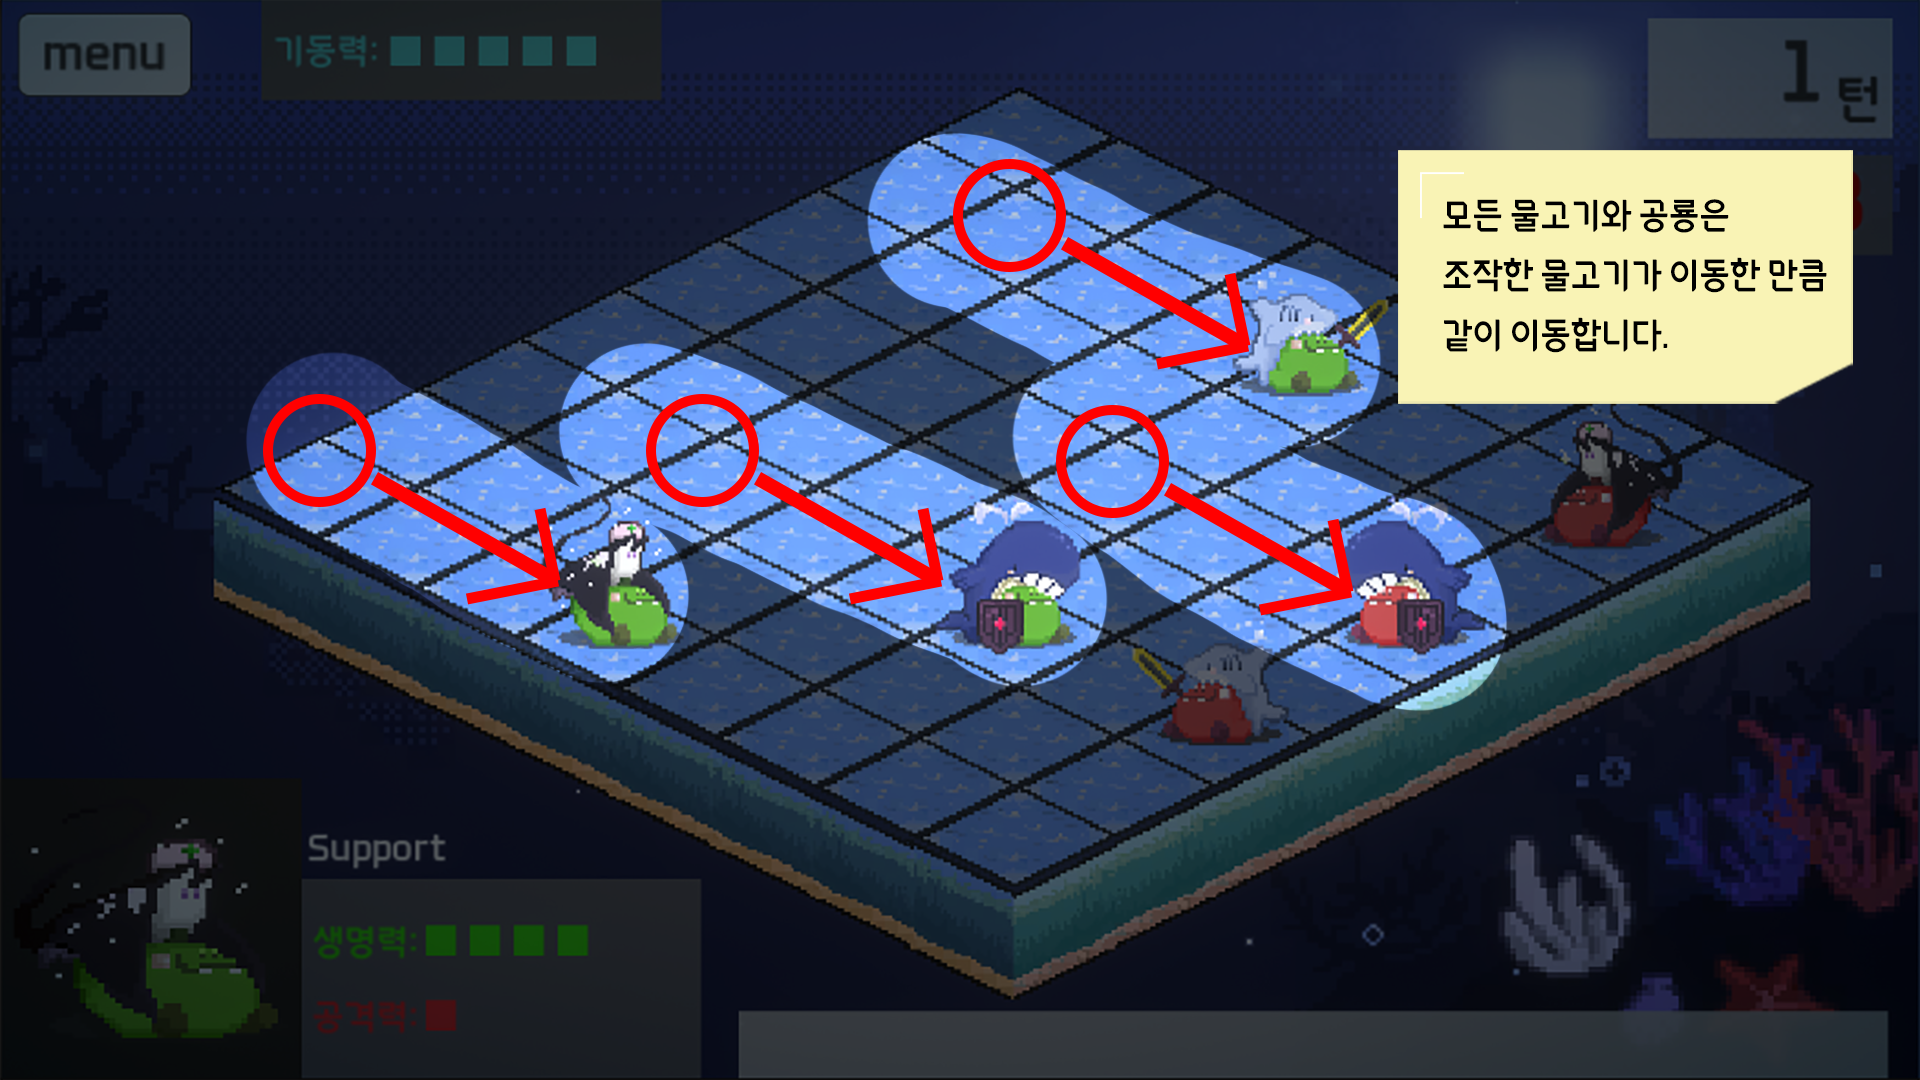 menu
기동력:
1 턴
모든 물고기와 공룡은
조작한 물고기가 이동한 만큼
같이 이동합니다.
Support
생명력:
공격력: